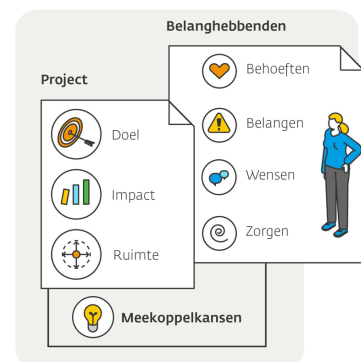 Belanghebbenden
Behoeften
Belangen
Wensen
Zorgen
Project
Doel
Impact
Ruimte
Meekoppelkansen